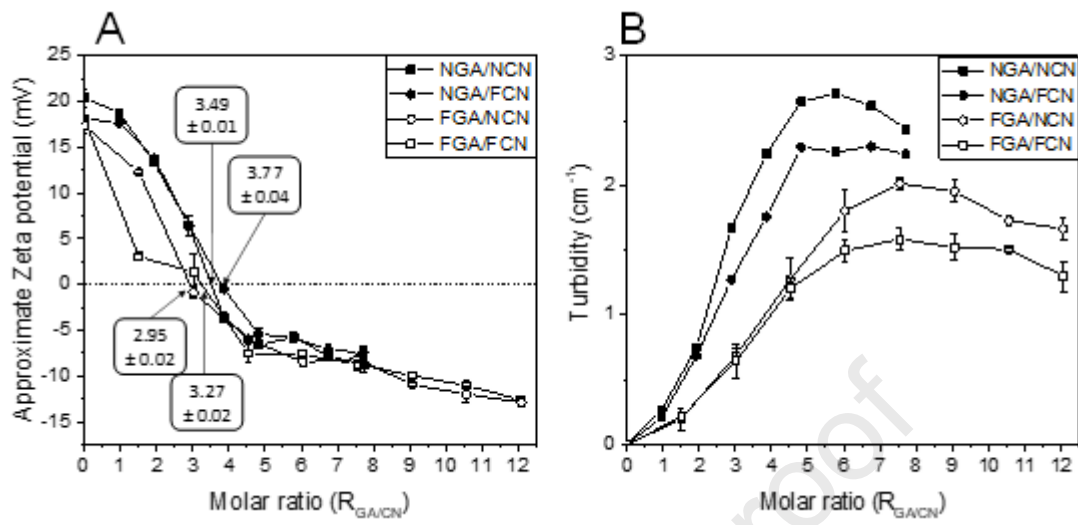 A
Approximate Zeta potential (mV)
25
20
15
10
5
0
-5
-10
-15
NGA/NCN
NGA/FCN
FGA/NCN
FGA/FCN
3.49
± 0.01
3.77
± 0.04
2.95
± 0.02
3.27
± 0.02
0 1 2 3 4 5 6 7 8 9 10 11 12
Molar ratio (R GA/CN)
B
Turbidity (cm⁻¹)
3
2
1
0
NGA/NCN
NGA/FCN
FGA/NCN
FGA/FCN
0 1 2 3 4 5 6 7 8 9 10 11 12
Molar ratio (R GA/CN)
roof